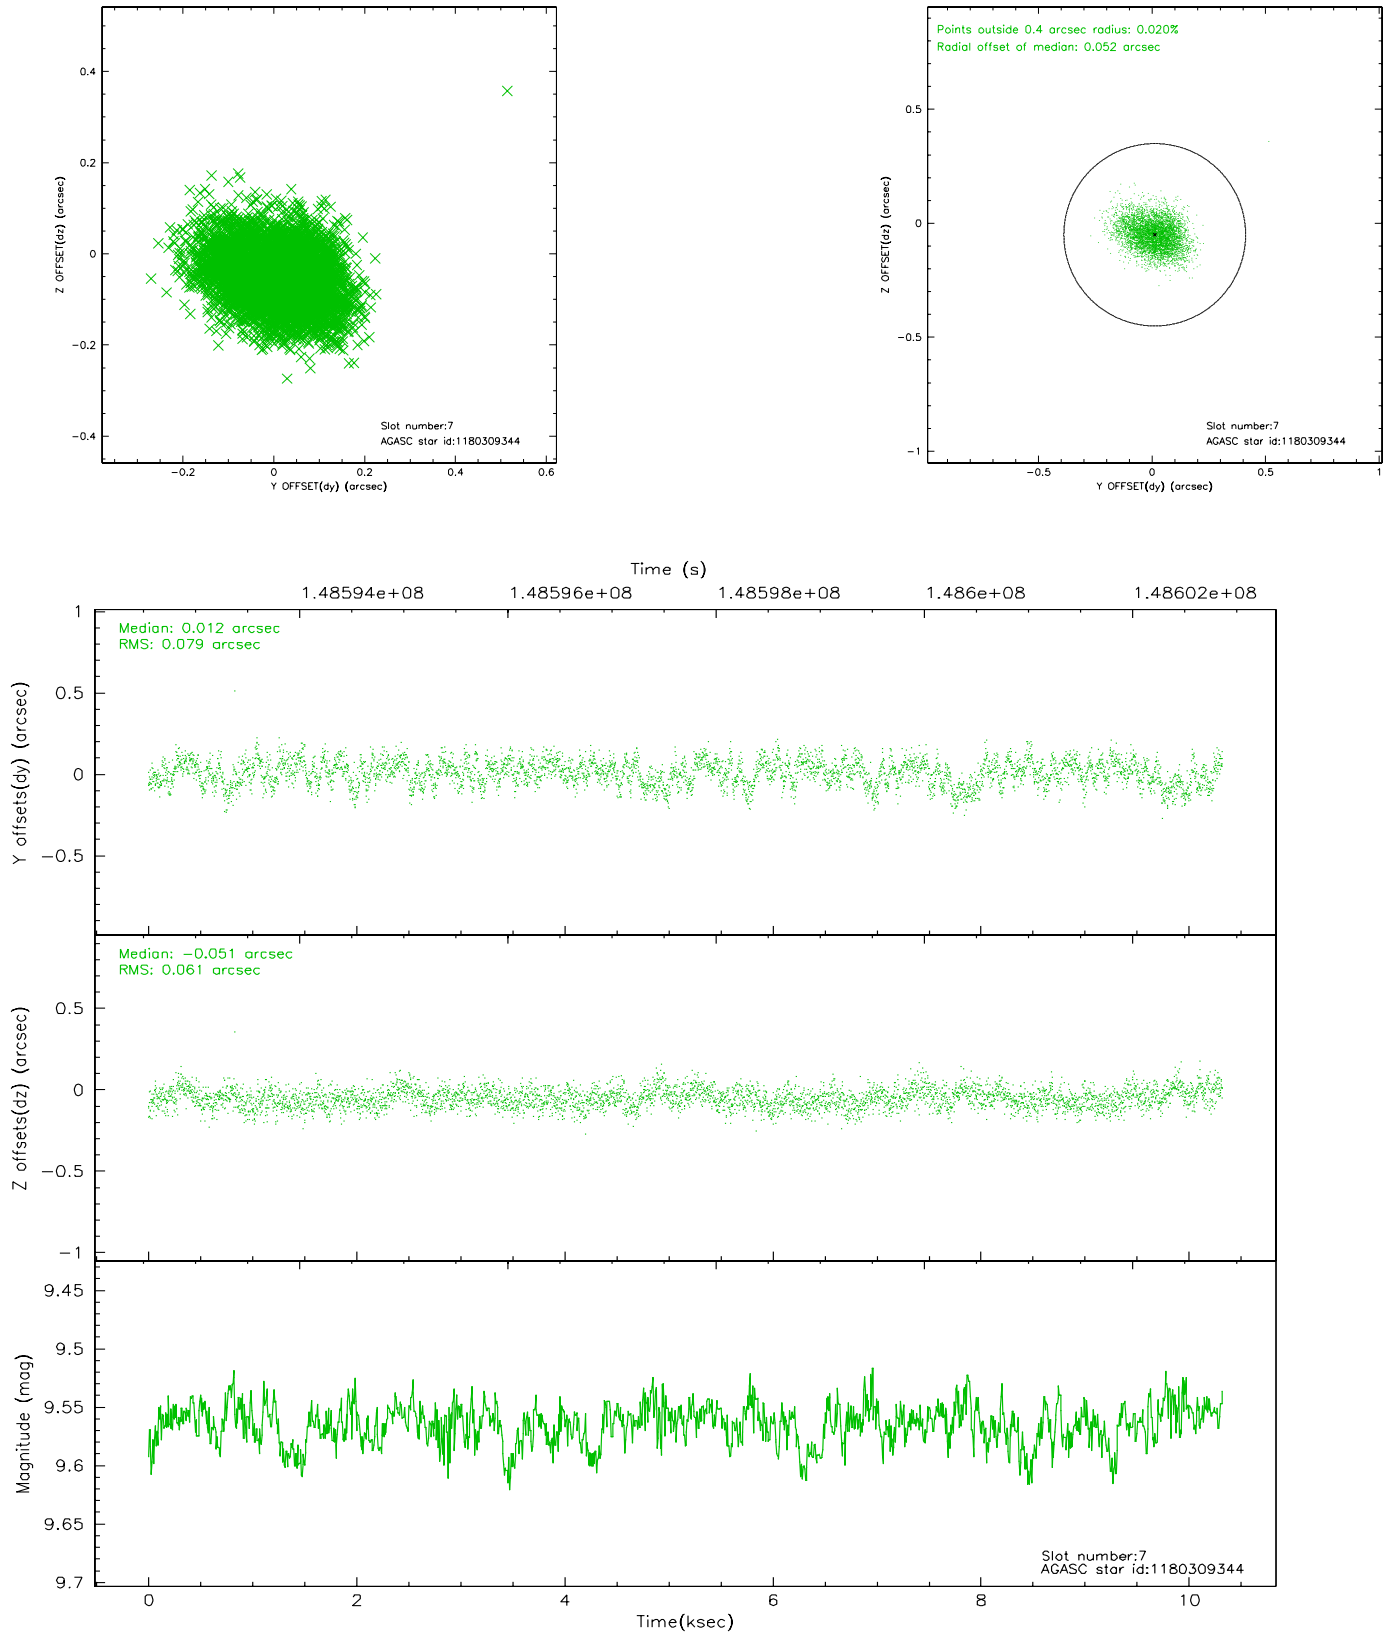 0.4
0.2
0
−0.2
−0.4
Z OFFSET(dz) (arcsec)
Slot number:7
AGASC star id:1180309344
−0.2 0 0.2 0.4 0.6
Y OFFSET(dy) (arcsec)
Points outside 0.4 arcsec radius: 0.020%
Radial offset of median: 0.052 arcsec
0.5
0
−0.5
−1
Z OFFSET(dz) (arcsec)
Slot number:7
AGASC star id:1180309344
−0.5 0 0.5 1
Y OFFSET(dy) (arcsec)
Time (s)
1.48594e+08 1.48596e+08 1.48598e+08 1.486e+08 1.48602e+08
Median: 0.012 arcsec
RMS: 0.079 arcsec
1
0.5
0
−0.5
Y offsets(dy) (arcsec)
Median: −0.051 arcsec
RMS: 0.061 arcsec
0.5
0
−0.5
−1
Z offsets(dz) (arcsec)
9.45
9.5
9.55
9.6
9.65
9.7
Magnitude (mag)
Slot number:7
AGASC star id:1180309344
0 2 4 6 8 10
Time(ksec)